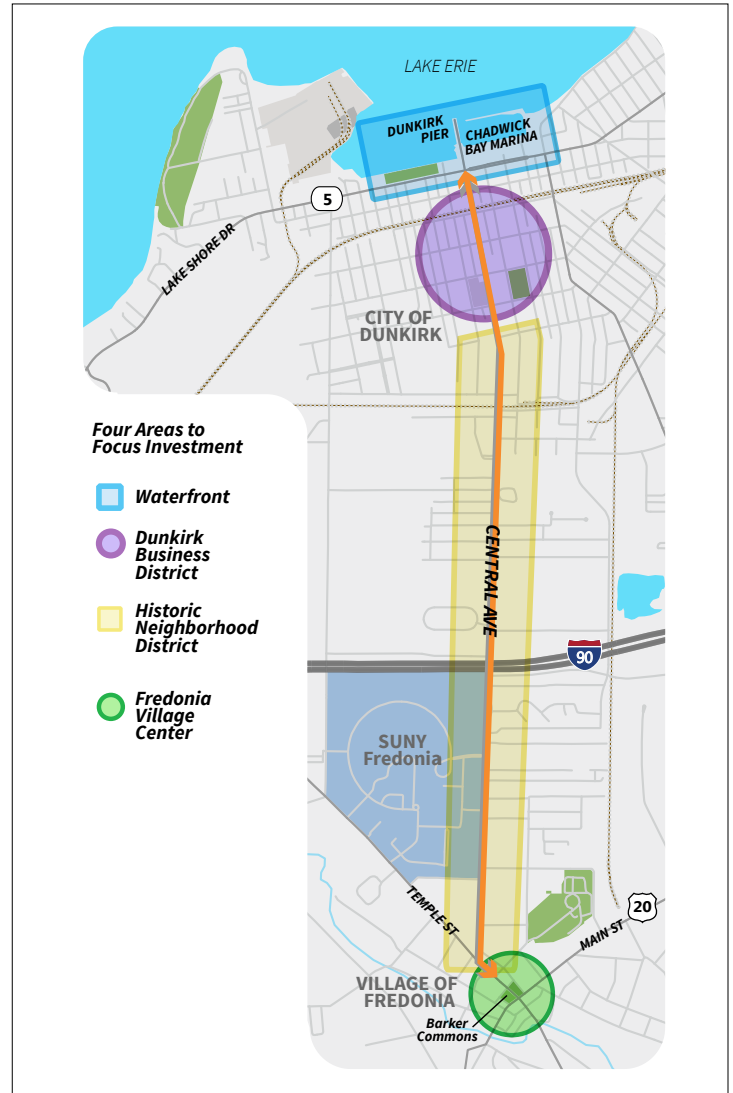 LAKE ERIE
DUNKIRK
PIER
CHADWICK
BAY MARINA
5
LAKE SHORE DR
CITY OF
DUNKIRK
Four Areas to
Focus Investment
Waterfront
Dunkirk
Business
District
Historic
Neighborhood
District
Fredonia
Village
Center
CENTRAL AVE
90
SUNY
Fredonia
TEMPLE ST
20
MAIN ST
VILLAGE OF
FREDONIA
Barker
Commons